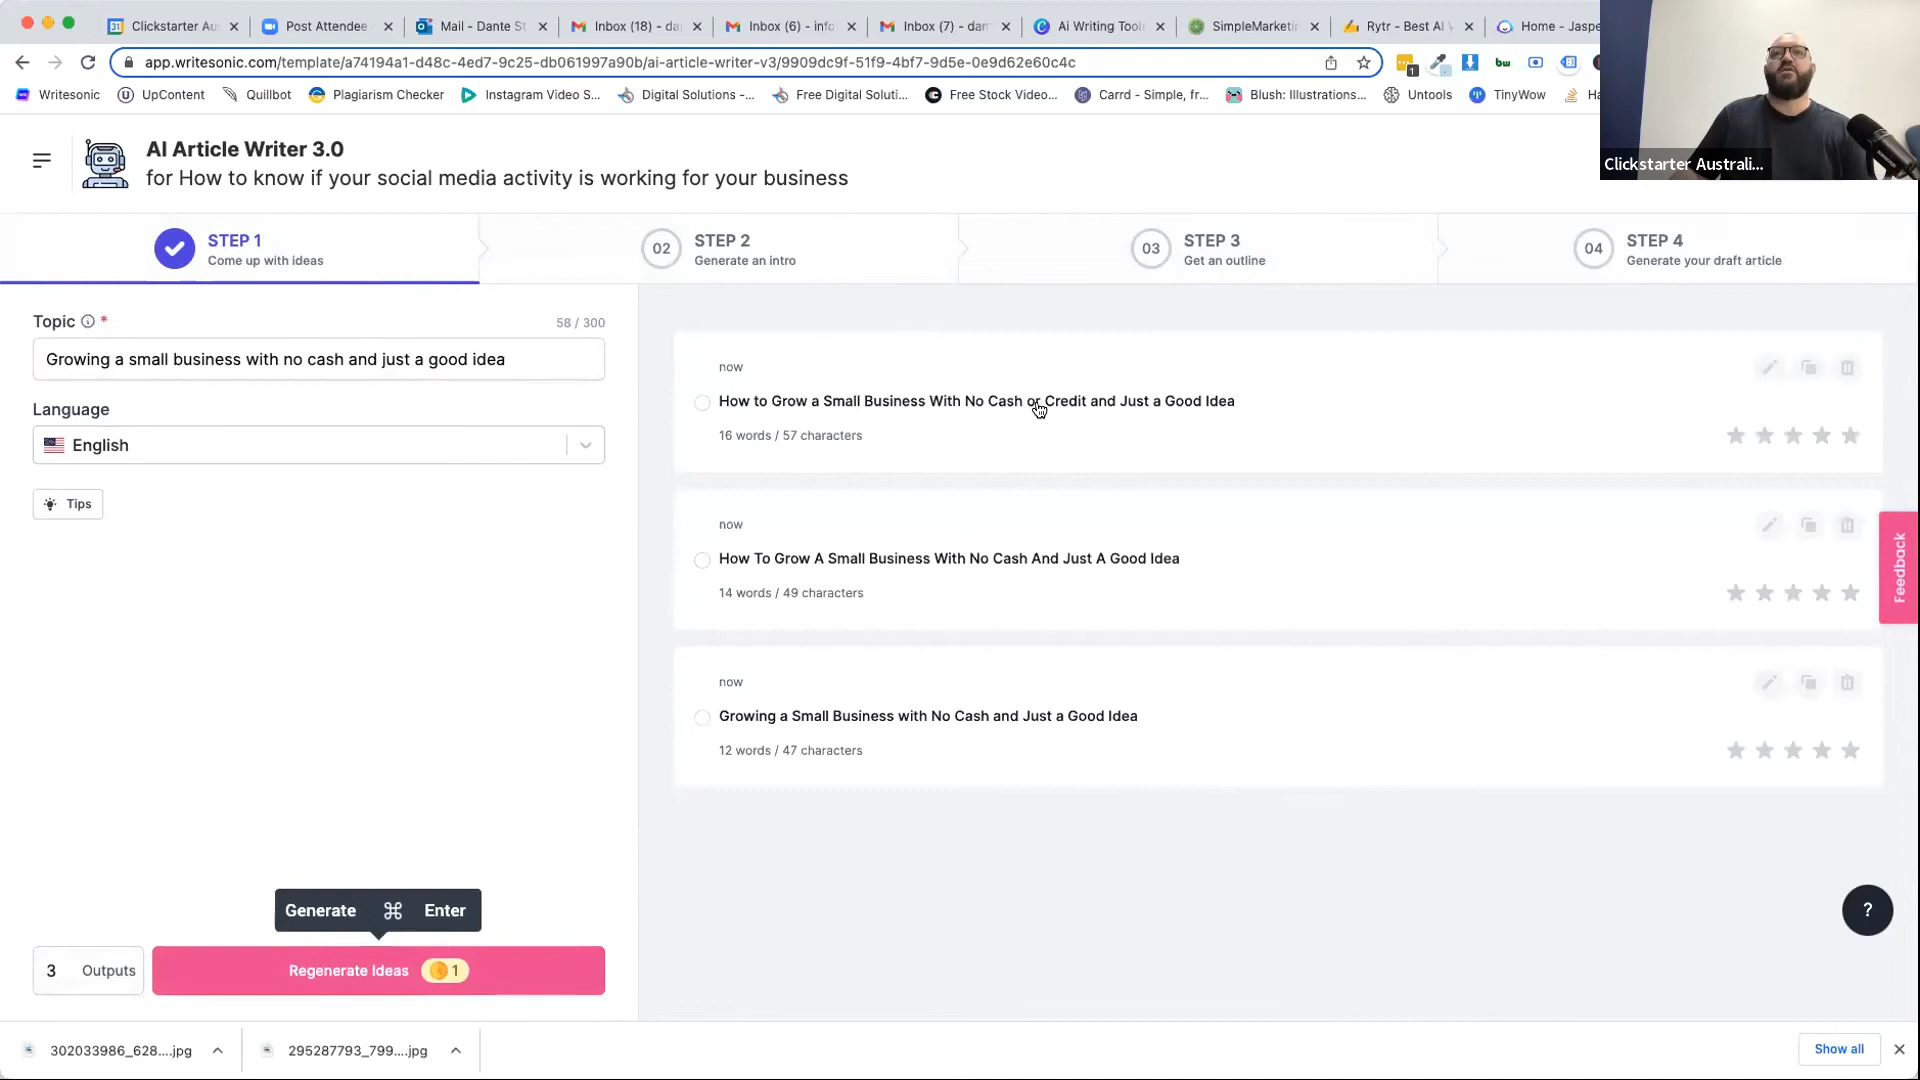 Clickstarter Au
Post Attendee
Mail - Dante St
Inbox (18) - da
Inbox (6) - info
Inbox (7) - dan
Ai Writing Tool
SimpleMarketin
Rytr - Best AI
Home - Jaspe
app.writesonic.com/template/a74194a1-d48c-4ed7-9c25-db061997a90b/ai-article-writer-v3/9909dc9f-51f9-4bf7-9d5e-0e9d62e60c4c
Writesonic
UpContent
Quillbot
Plagiarism Checker
Instagram Video S...
Digital Solutions -...
Free Digital Soluti...
Free Stock Video...
Carrd - Simple, fr...
Blush: Illustrations...
Untools
TinyWow
Clickstarter Australi...
AI Article Writer 3.0
for How to know if your social media activity is working for your business
STEP 1
Come up with ideas
02
STEP 2
Generate an intro
03
STEP 3
Get an outline
04
STEP 4
Generate your draft article
Topic *
58 / 300
Growing a small business with no cash and just a good idea
Language
English
Tips
now
How to Grow a Small Business With No Cash or Credit and Just a Good Idea
16 words / 57 characters
now
How To Grow A Small Business With No Cash And Just A Good Idea
14 words / 49 characters
now
Growing a Small Business with No Cash and Just a Good Idea
12 words / 47 characters
Feedback
Generate ⌘ Enter
3 Outputs
Regenerate Ideas 1
?
302033986_628....jpg
295287793_799....jpg
Show all